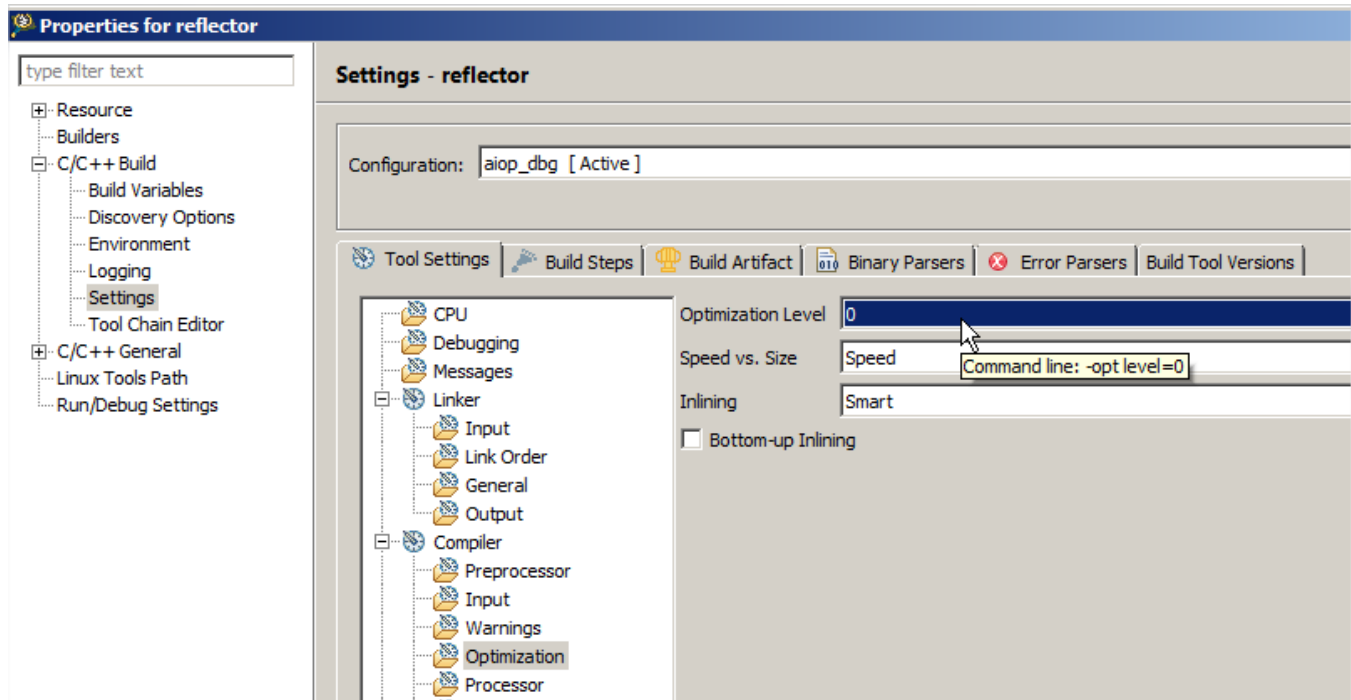 Properties for reflector
type filter text
Resource
Builders
C/C++ Build
Build Variables
Discovery Options
Environment
Logging
Settings
Tool Chain Editor
C/C++ General
Linux Tools Path
Run/Debug Settings
Settings - reflector
Configuration: aiop_dbg [ Active ]
Tool Settings Build Steps Build Artifact Binary Parsers Error Parsers Build Tool Versions
CPU
Debugging
Messages
Linker
Input
Link Order
General
Output
Compiler
Preprocessor
Input
Warnings
Optimization
Processor
Optimization Level 0
Speed vs. Size Speed
Command line: -opt level=0
Inlining Smart
Bottom-up Inlining